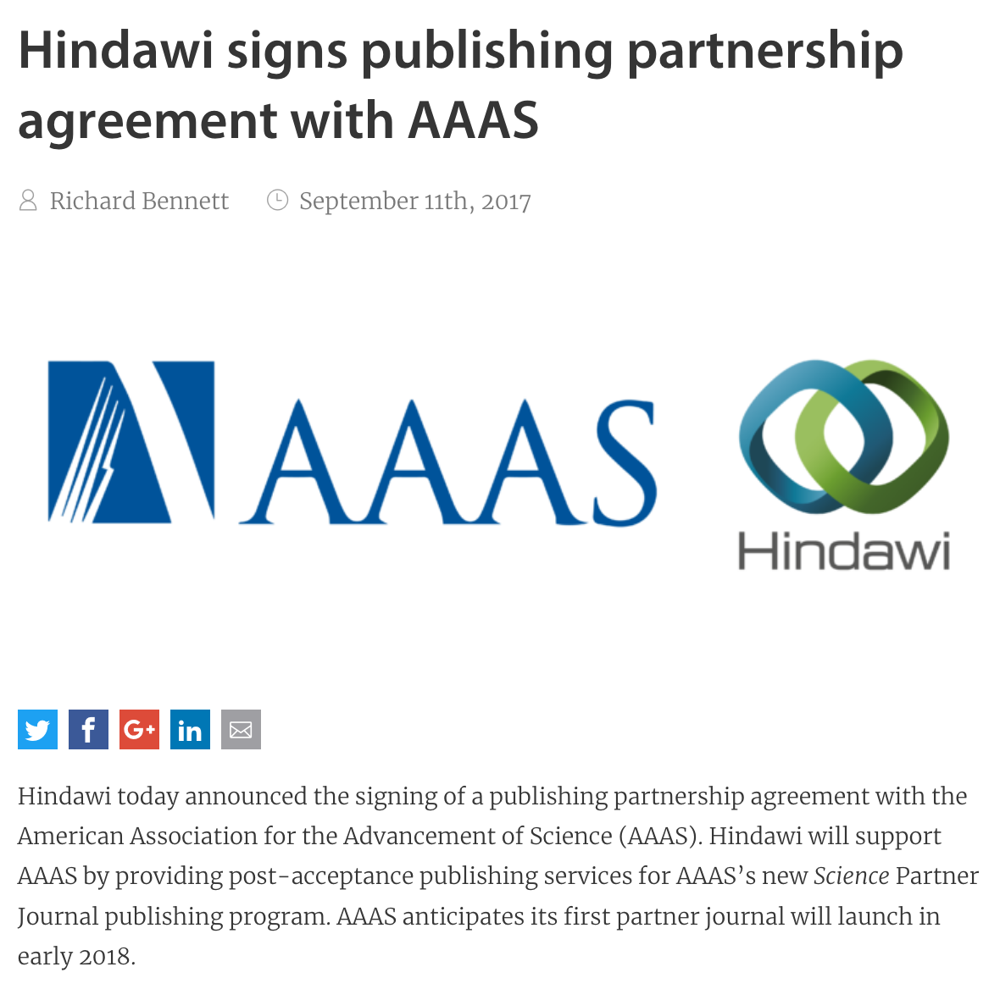 Hindawi signs publishing partnership
agreement with AAAS
Richard Bennett September 11th, 2017
AAAS
Hindawi
f G+ in
Hindawi today announced the signing of a publishing partnership agreement with the
American Association for the Advancement of Science (AAAS). Hindawi will support
AAAS by providing post-acceptance publishing services for AAAS’s new Science Partner
Journal publishing program. AAAS anticipates its first partner journal will launch in
early 2018.